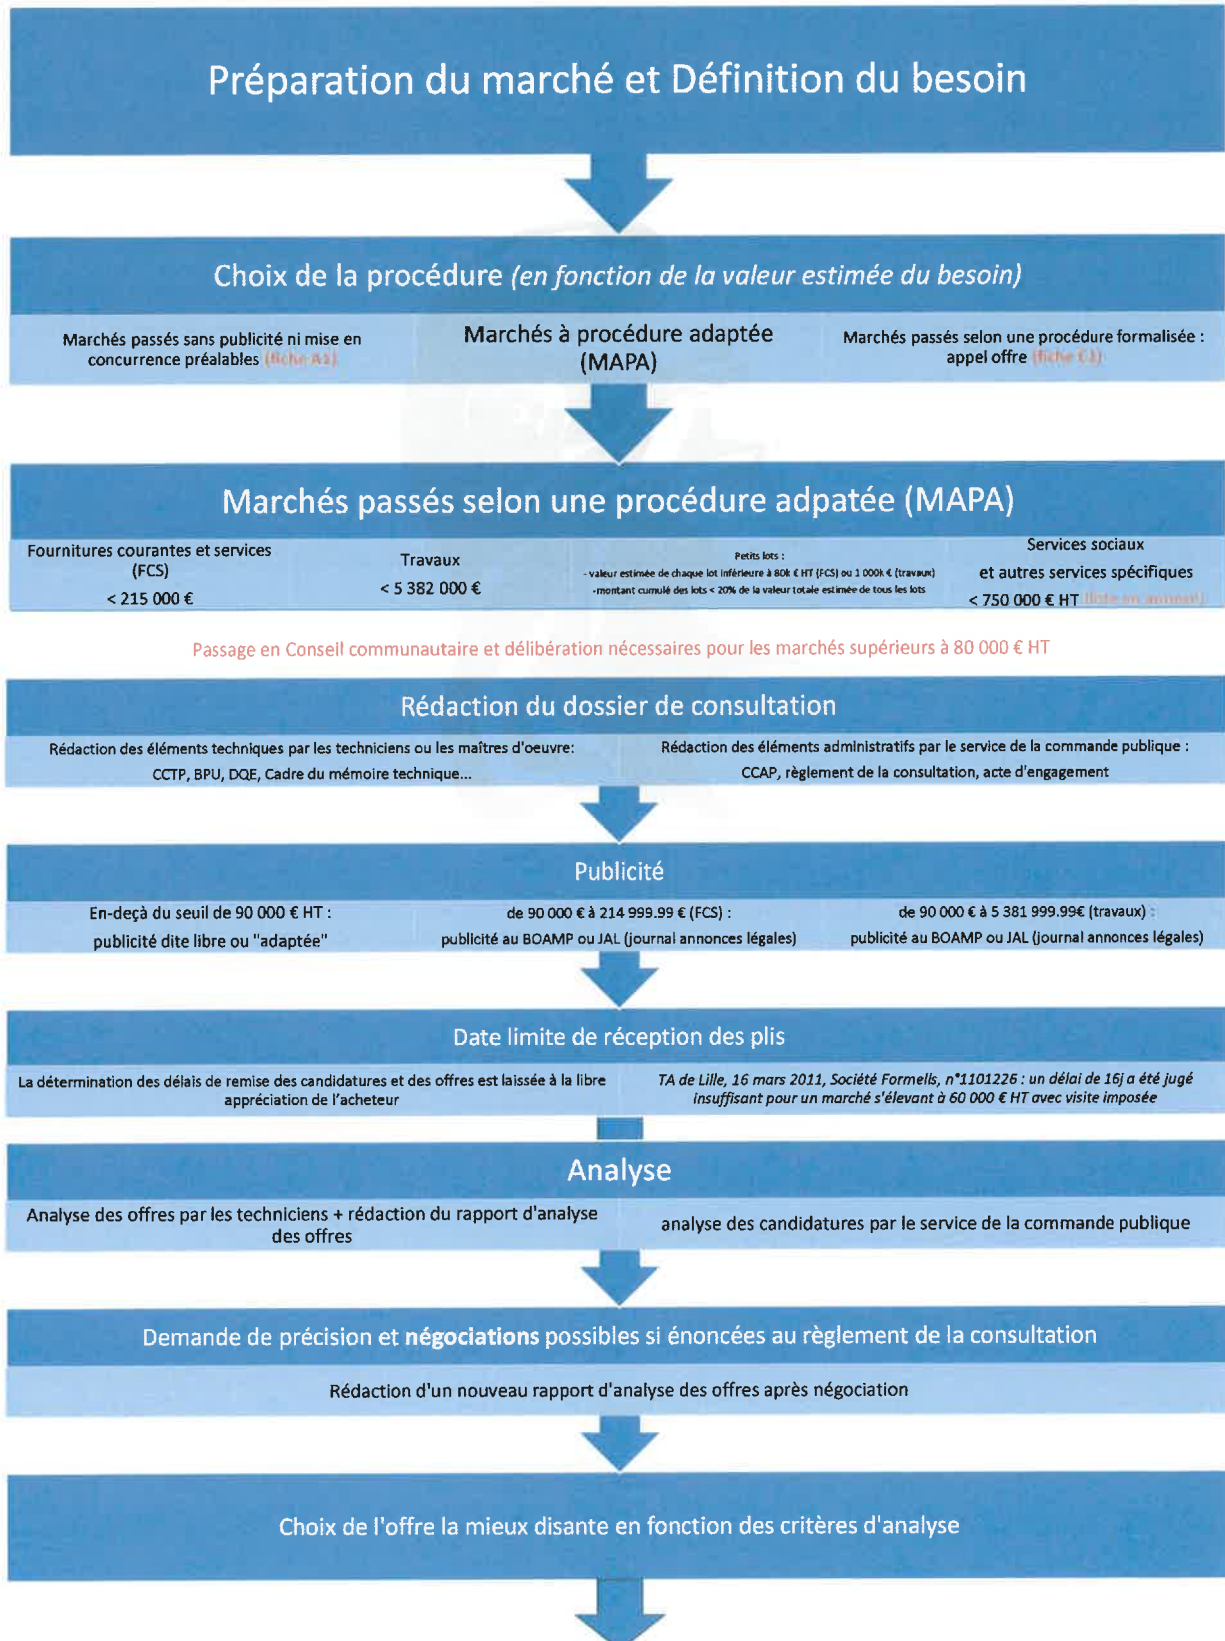 Préparation du marché et Définition du besoin
Choix de la procédure (en fonction de la valeur estimée du besoin)
Marchés passés sans publicité ni mise en
concurrence préalables (fiche A1)
Marchés à procédure adaptée
(MAPA)
Marchés passés selon une procédure formalisée :
appel offre (fiche C1)
Marchés passés selon une procédure adpatée (MAPA)
Fournitures courantes et services
(FCS)
< 215 000 €
Travaux
< 5 382 000 €
Petits lots :
- valeur estimée de chaque lot inférieure à 80k € HT (FCS) ou 1 000k € (travaux)
-montant cumulé des lots < 20% de la valeur totale estimée de tous les lots
Services sociaux
et autres services spécifiques
< 750 000 € HT (liste en annexe)
Passage en Conseil communautaire et délibération nécessaires pour les marchés supérieurs à 80 000 € HT
Rédaction du dossier de consultation
Rédaction des éléments techniques par les techniciens ou les maîtres d'oeuvre:
CCTP, BPU, DQE, Cadre du mémoire technique...
Rédaction des éléments administratifs par le service de la commande publique :
CCAP, règlement de la consultation, acte d'engagement
Publicité
En-deçà du seuil de 90 000 € HT :
publicité dite libre ou "adaptée"
de 90 000 € à 214 999.99 € (FCS) :
publicité au BOAMP ou JAL (journal annonces légales)
de 90 000 € à 5 381 999.99€ (travaux) :
publicité au BOAMP ou JAL (journal annonces légales)
Date limite de réception des plis
La détermination des délais de remise des candidatures et des offres est laissée à la libre
appréciation de l'acheteur
TA de Lille, 16 mars 2011, Société Formells, n°1101226 : un délai de 16j a été jugé
insuffisant pour un marché s'élevant à 60 000 € HT avec visite imposée
Analyse
Analyse des offres par les techniciens + rédaction du rapport d'analyse
des offres
analyse des candidatures par le service de la commande publique
Demande de précision et négociations possibles si énoncées au règlement de la consultation
Rédaction d'un nouveau rapport d'analyse des offres après négociation
Choix de l'offre la mieux disante en fonction des critères d'analyse